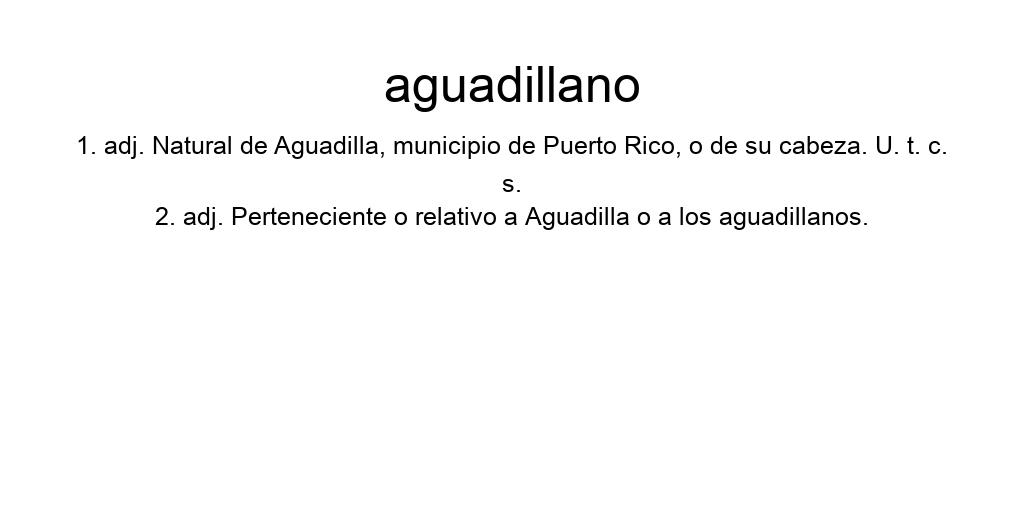 aguadillano
1. adj. Natural de Aguadilla, municipio de Puerto Rico, o de su cabeza. U. t. c.
s.
2. adj. Perteneciente o relativo a Aguadilla o a los aguadillanos.